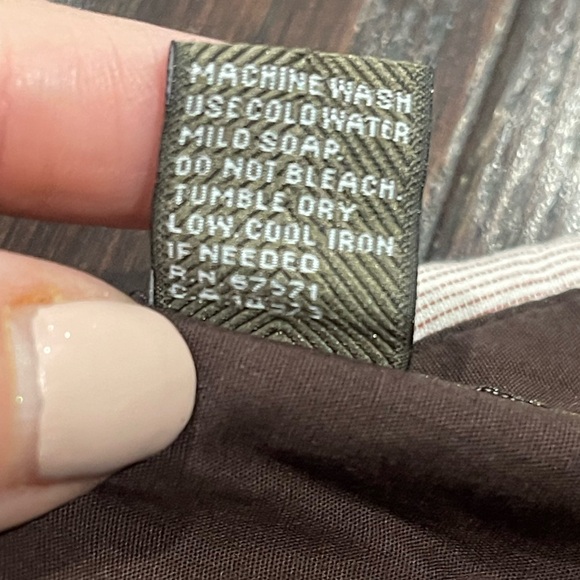 MACHINE WASH
USE COLD WATER
MILD SOAP.
DO NOT BLEACH.
TUMBLE DRY
LOW. COOL IRON
IF NEEDED
R.N. 67571